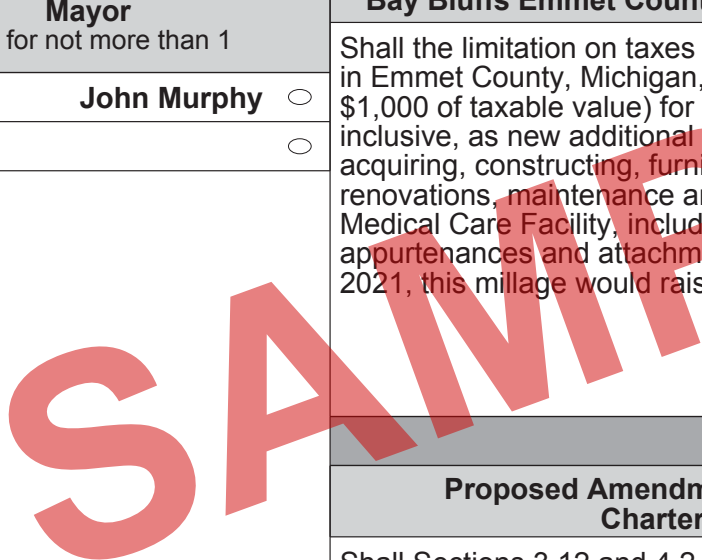 Mayor
for not more than 1
John Murphy
Bay Bluffs Emmet Count
Shall the limitation on taxes
in Emmet County, Michigan,
$1,000 of taxable value) for
inclusive, as new additional
acquiring, constructing, furni
renovations, maintenance a
Medical Care Facility, includ
appurtenances and attachm
2021, this millage would rais
Proposed Amendm
Charter
Shall Sections 3.12 and 4.2
SAMP